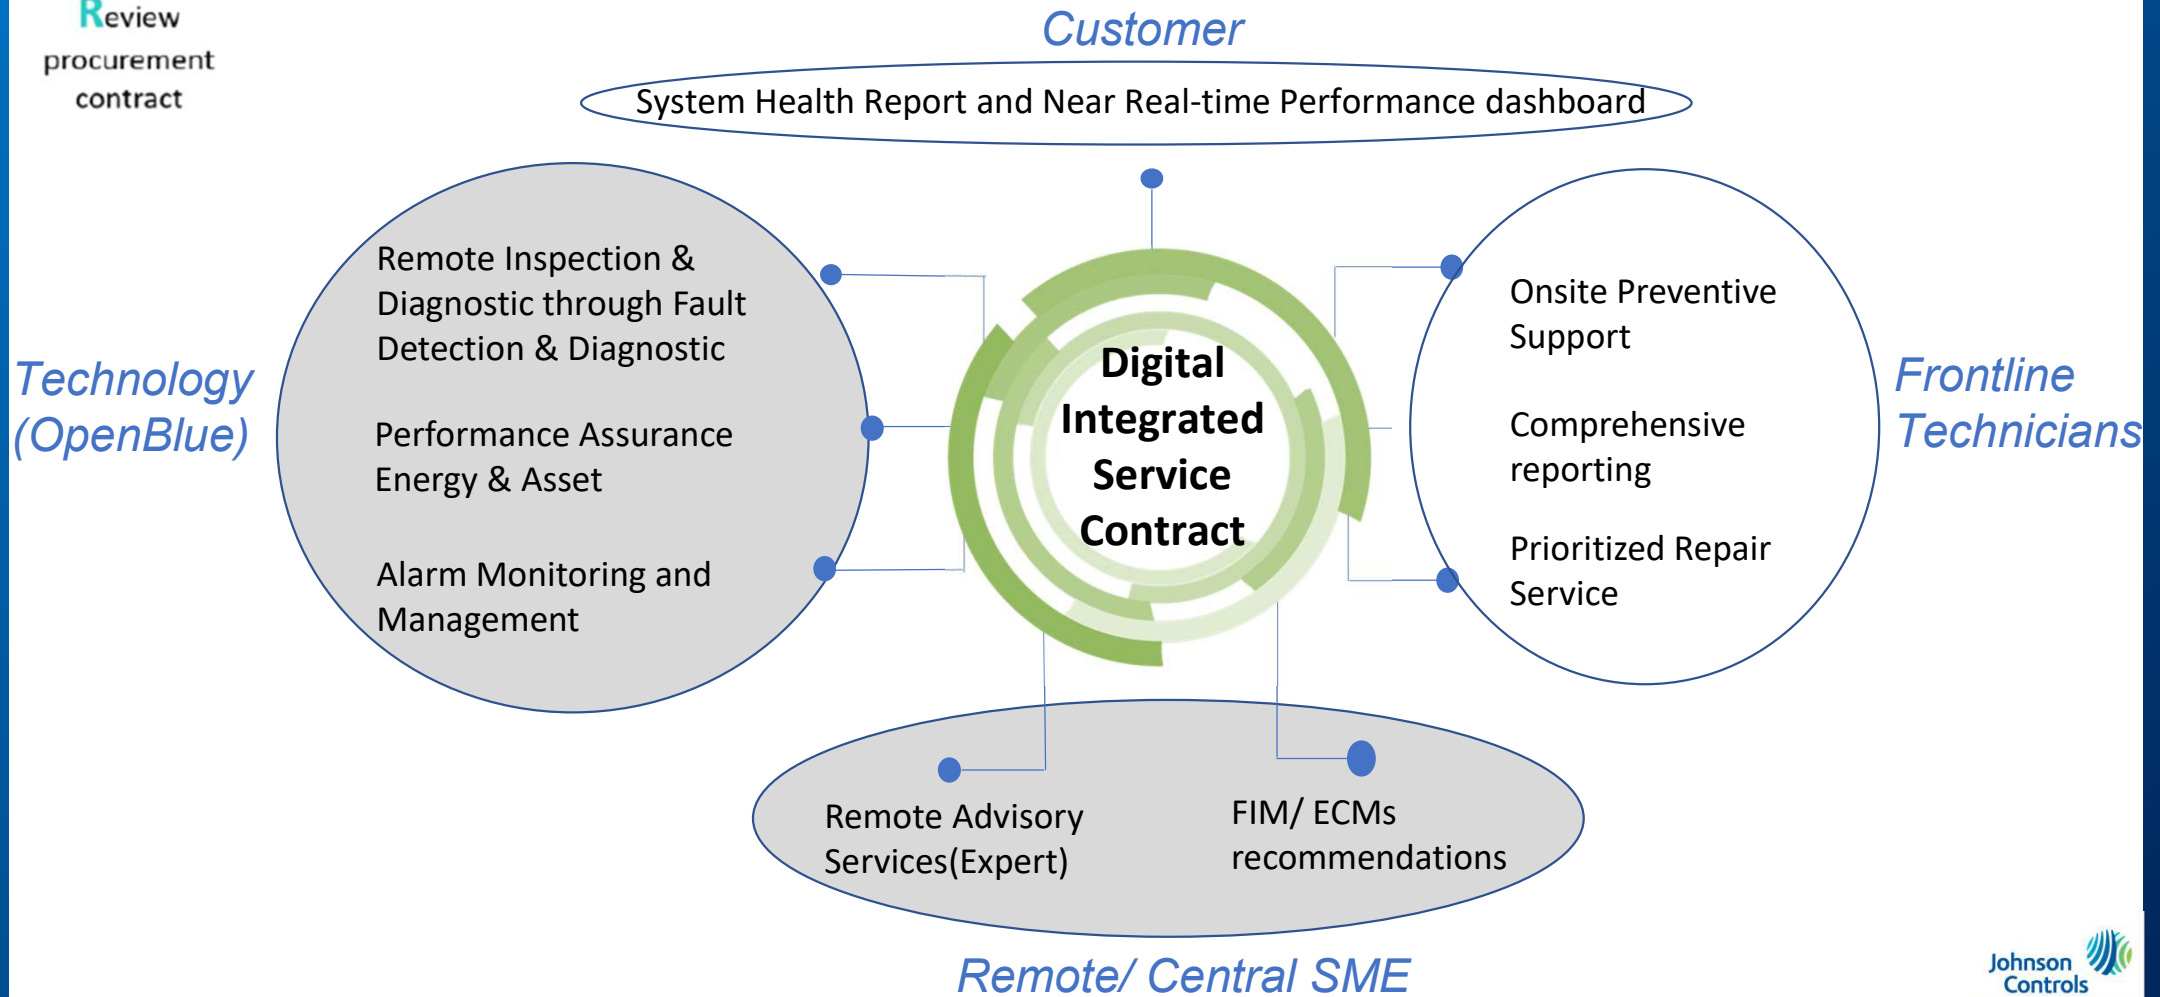 Review
procurement
contract
Customer
System Health Report and Near Real-time Performance dashboard
Remote Inspection &
Diagnostic through Fault
Detection & Diagnostic
Performance Assurance
Energy & Asset
Alarm Monitoring and
Management
Technology
(OpenBlue)
Digital
Integrated
Service
Contract
Onsite Preventive
Support
Comprehensive
reporting
Prioritized Repair
Service
Frontline
Technicians
Remote Advisory
Services(Expert)
FIM/ ECMs
recommendations
Remote/ Central SME
Johnson
Controls